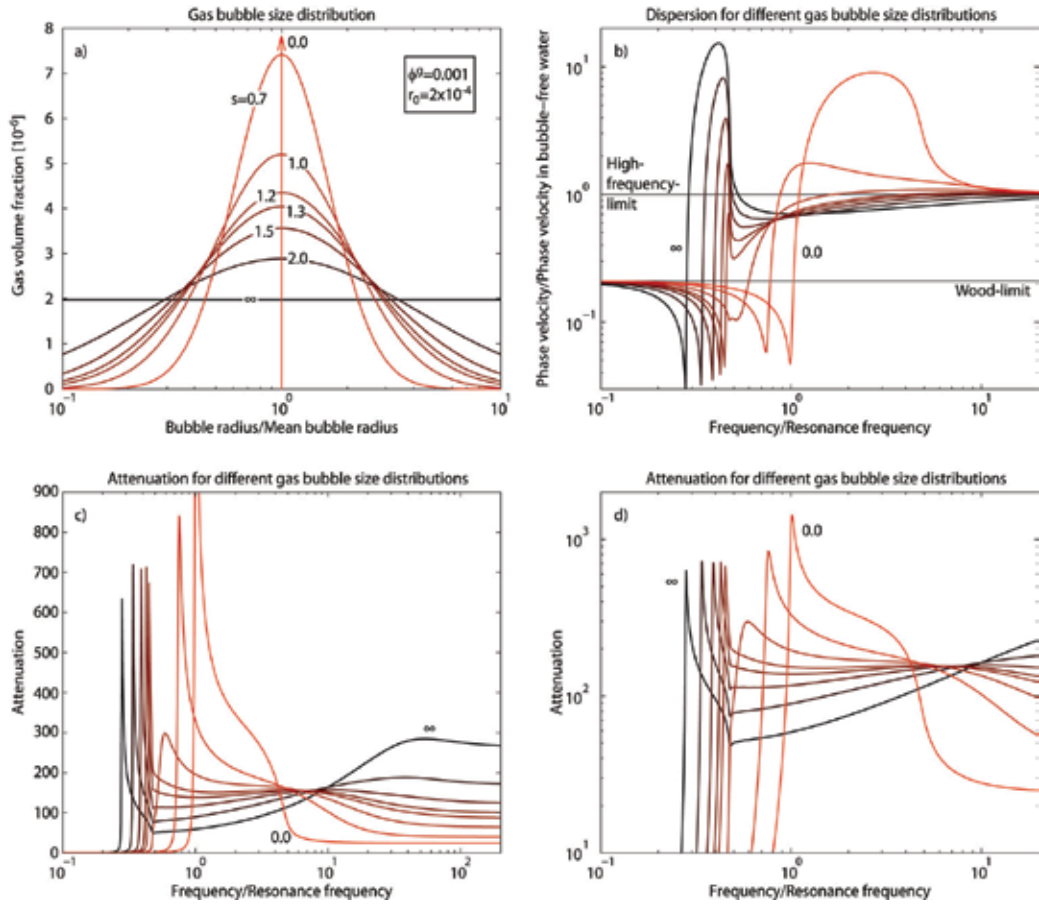 Gas bubble size distribution
a)
0.0
s=0.7
ϕᵍ=0.001
r₀=2x10⁻⁴
1.0
1.2
1.3
1.5
2.0
∞
Gas volume fraction [10⁻⁶]
8
7
6
5
4
3
2
1
0
10⁻¹ 10⁰ 10¹
Bubble radius/Mean bubble radius
Dispersion for different gas bubble size distributions
b)
Phase velocity/Phase velocity in bubble-free water
10¹
10⁰
10⁻¹
High-
frequency-
limit
∞
0.0
Wood-limit
10⁻¹ 10⁰ 10¹
Frequency/Resonance frequency
Attenuation for different gas bubble size distributions
c)
Attenuation
900
800
700
600
500
400
300
200
100
0
∞
0.0
10⁻¹ 10⁰ 10¹ 10²
Frequency/Resonance frequency
Attenuation for different gas bubble size distributions
d)
Attenuation
10³
10²
10¹
0.0
∞
10⁻¹ 10⁰ 10¹
Frequency/Resonance frequency